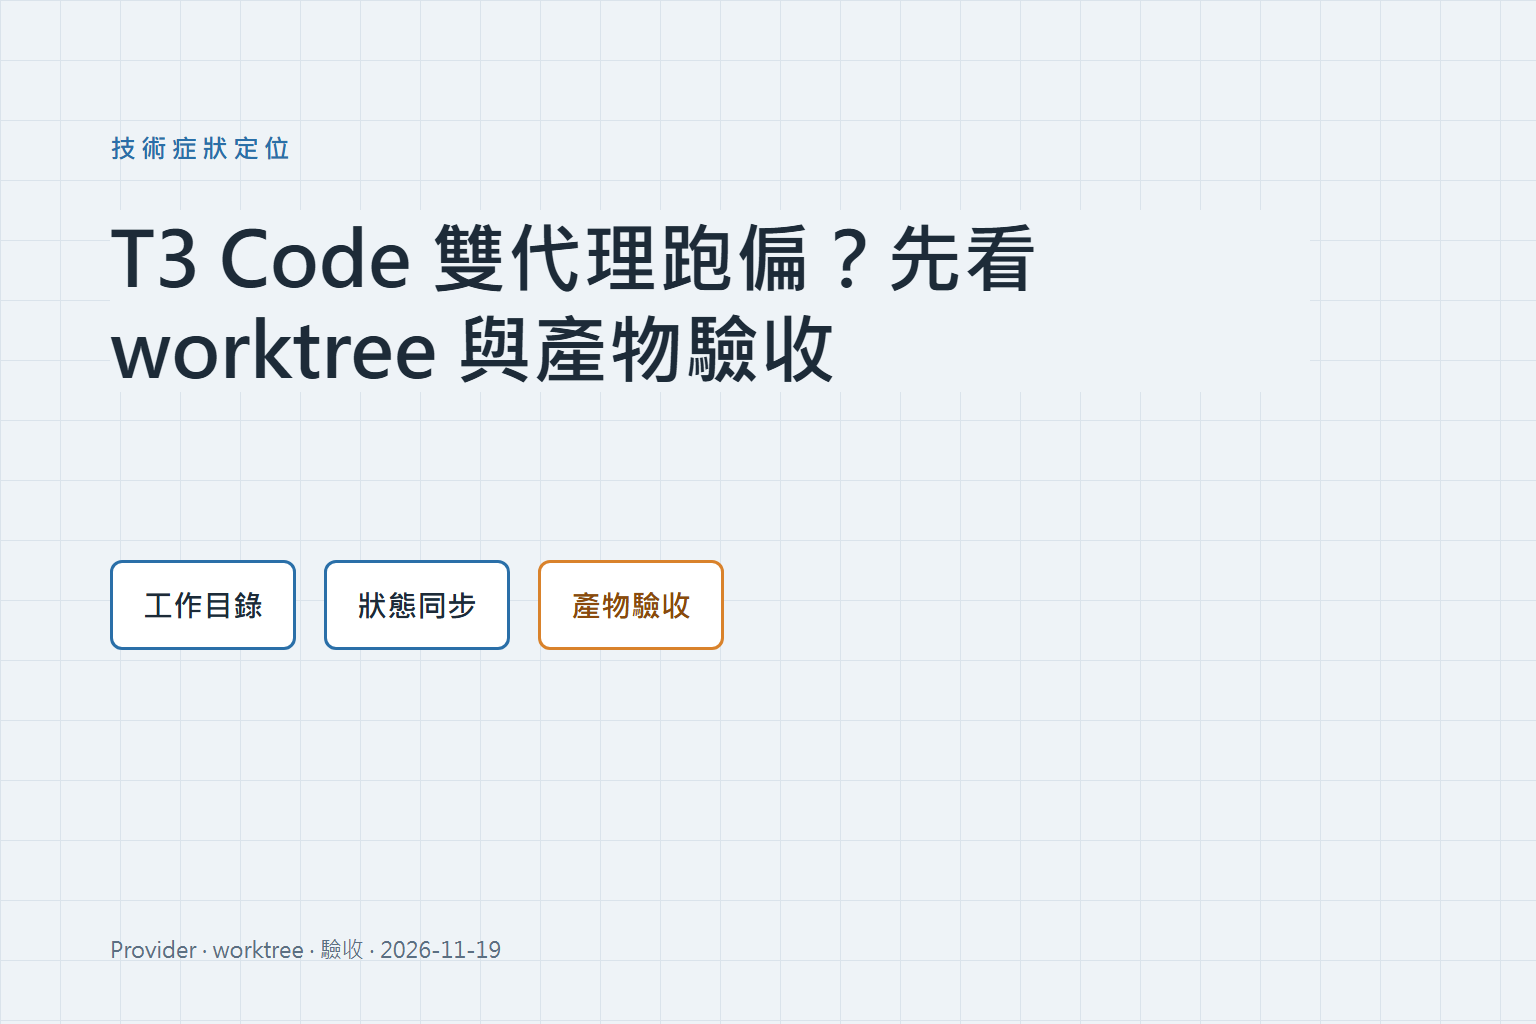 技術症狀定位
T3 Code 雙代理跑偏？先看
worktree 與產物驗收
工作目錄
狀態同步
產物驗收
Provider · worktree · 驗收 · 2026-11-19